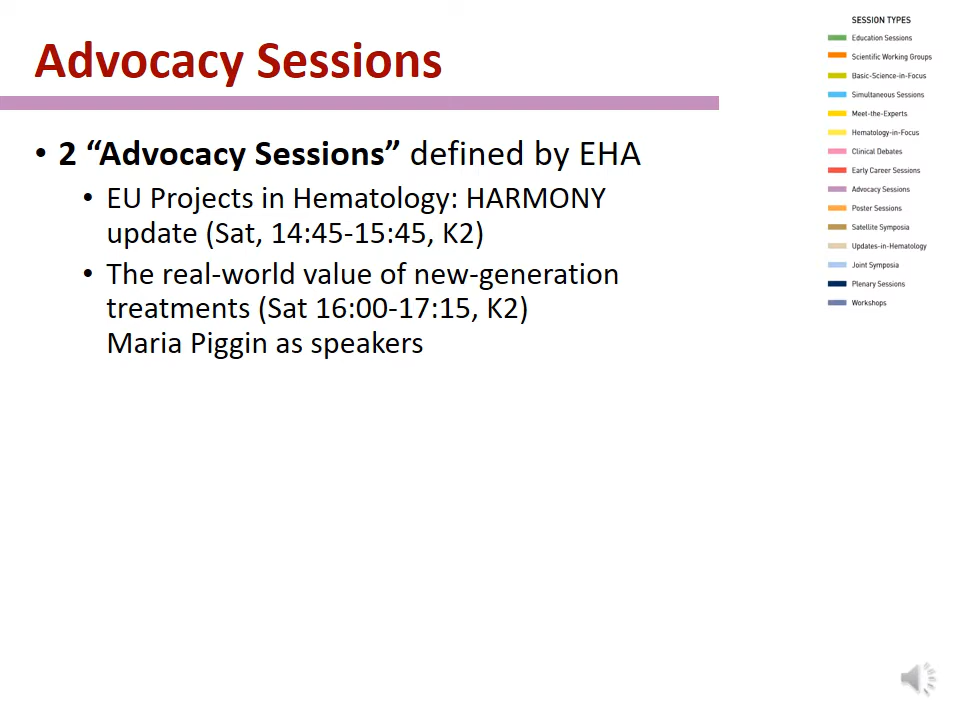 Advocacy Sessions
• 2 “Advocacy Sessions” defined by EHA
• EU Projects in Hematology: HARMONY
update (Sat, 14:45-15:45, K2)
• The real-world value of new-generation
treatments (Sat 16:00-17:15, K2)
Maria Piggin as speakers
SESSION TYPES
Education Sessions
Scientific Working Groups
Basic-Science-in-Focus
Simultaneous Sessions
Meet-the-Experts
Hematology-in-Focus
Clinical Debates
Early Career Sessions
Advocacy Sessions
Poster Sessions
Satellite Symposia
Updates-in-Hematology
Joint Symposia
Plenary Sessions
Workshops